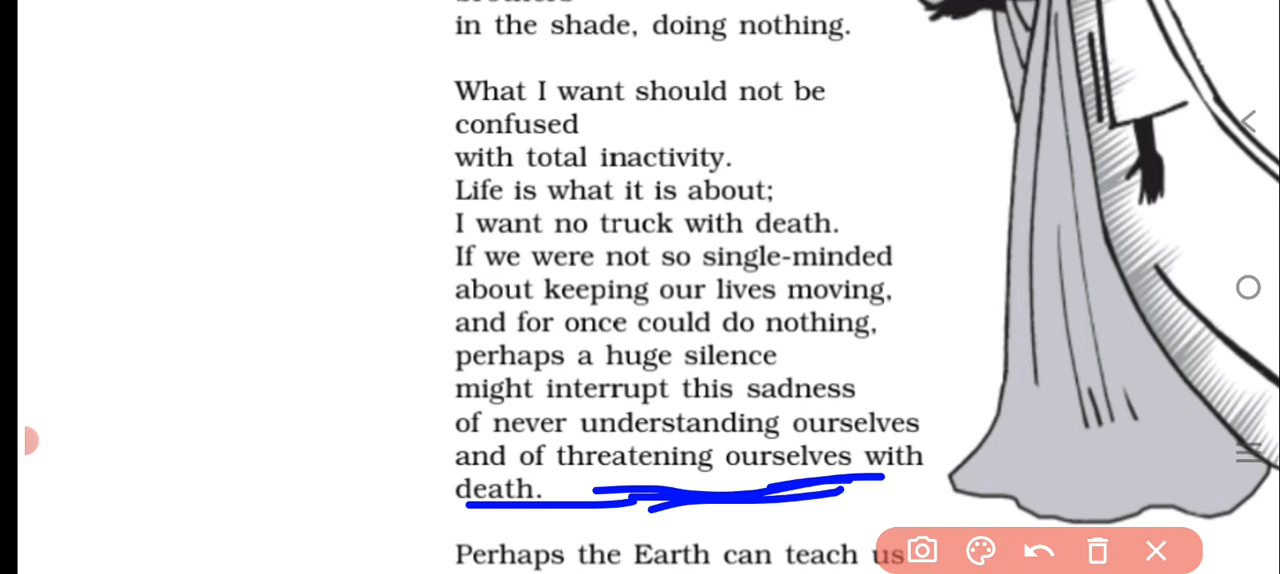 in the shade, doing nothing.
What I want should not be
confused
with total inactivity.
Life is what it is about;
I want no truck with death.
If we were not so single-minded
about keeping our lives moving,
and for once could do nothing,
perhaps a huge silence
might interrupt this sadness
of never understanding ourselves
and of threatening ourselves with
death.
Perhaps the Earth can teach us